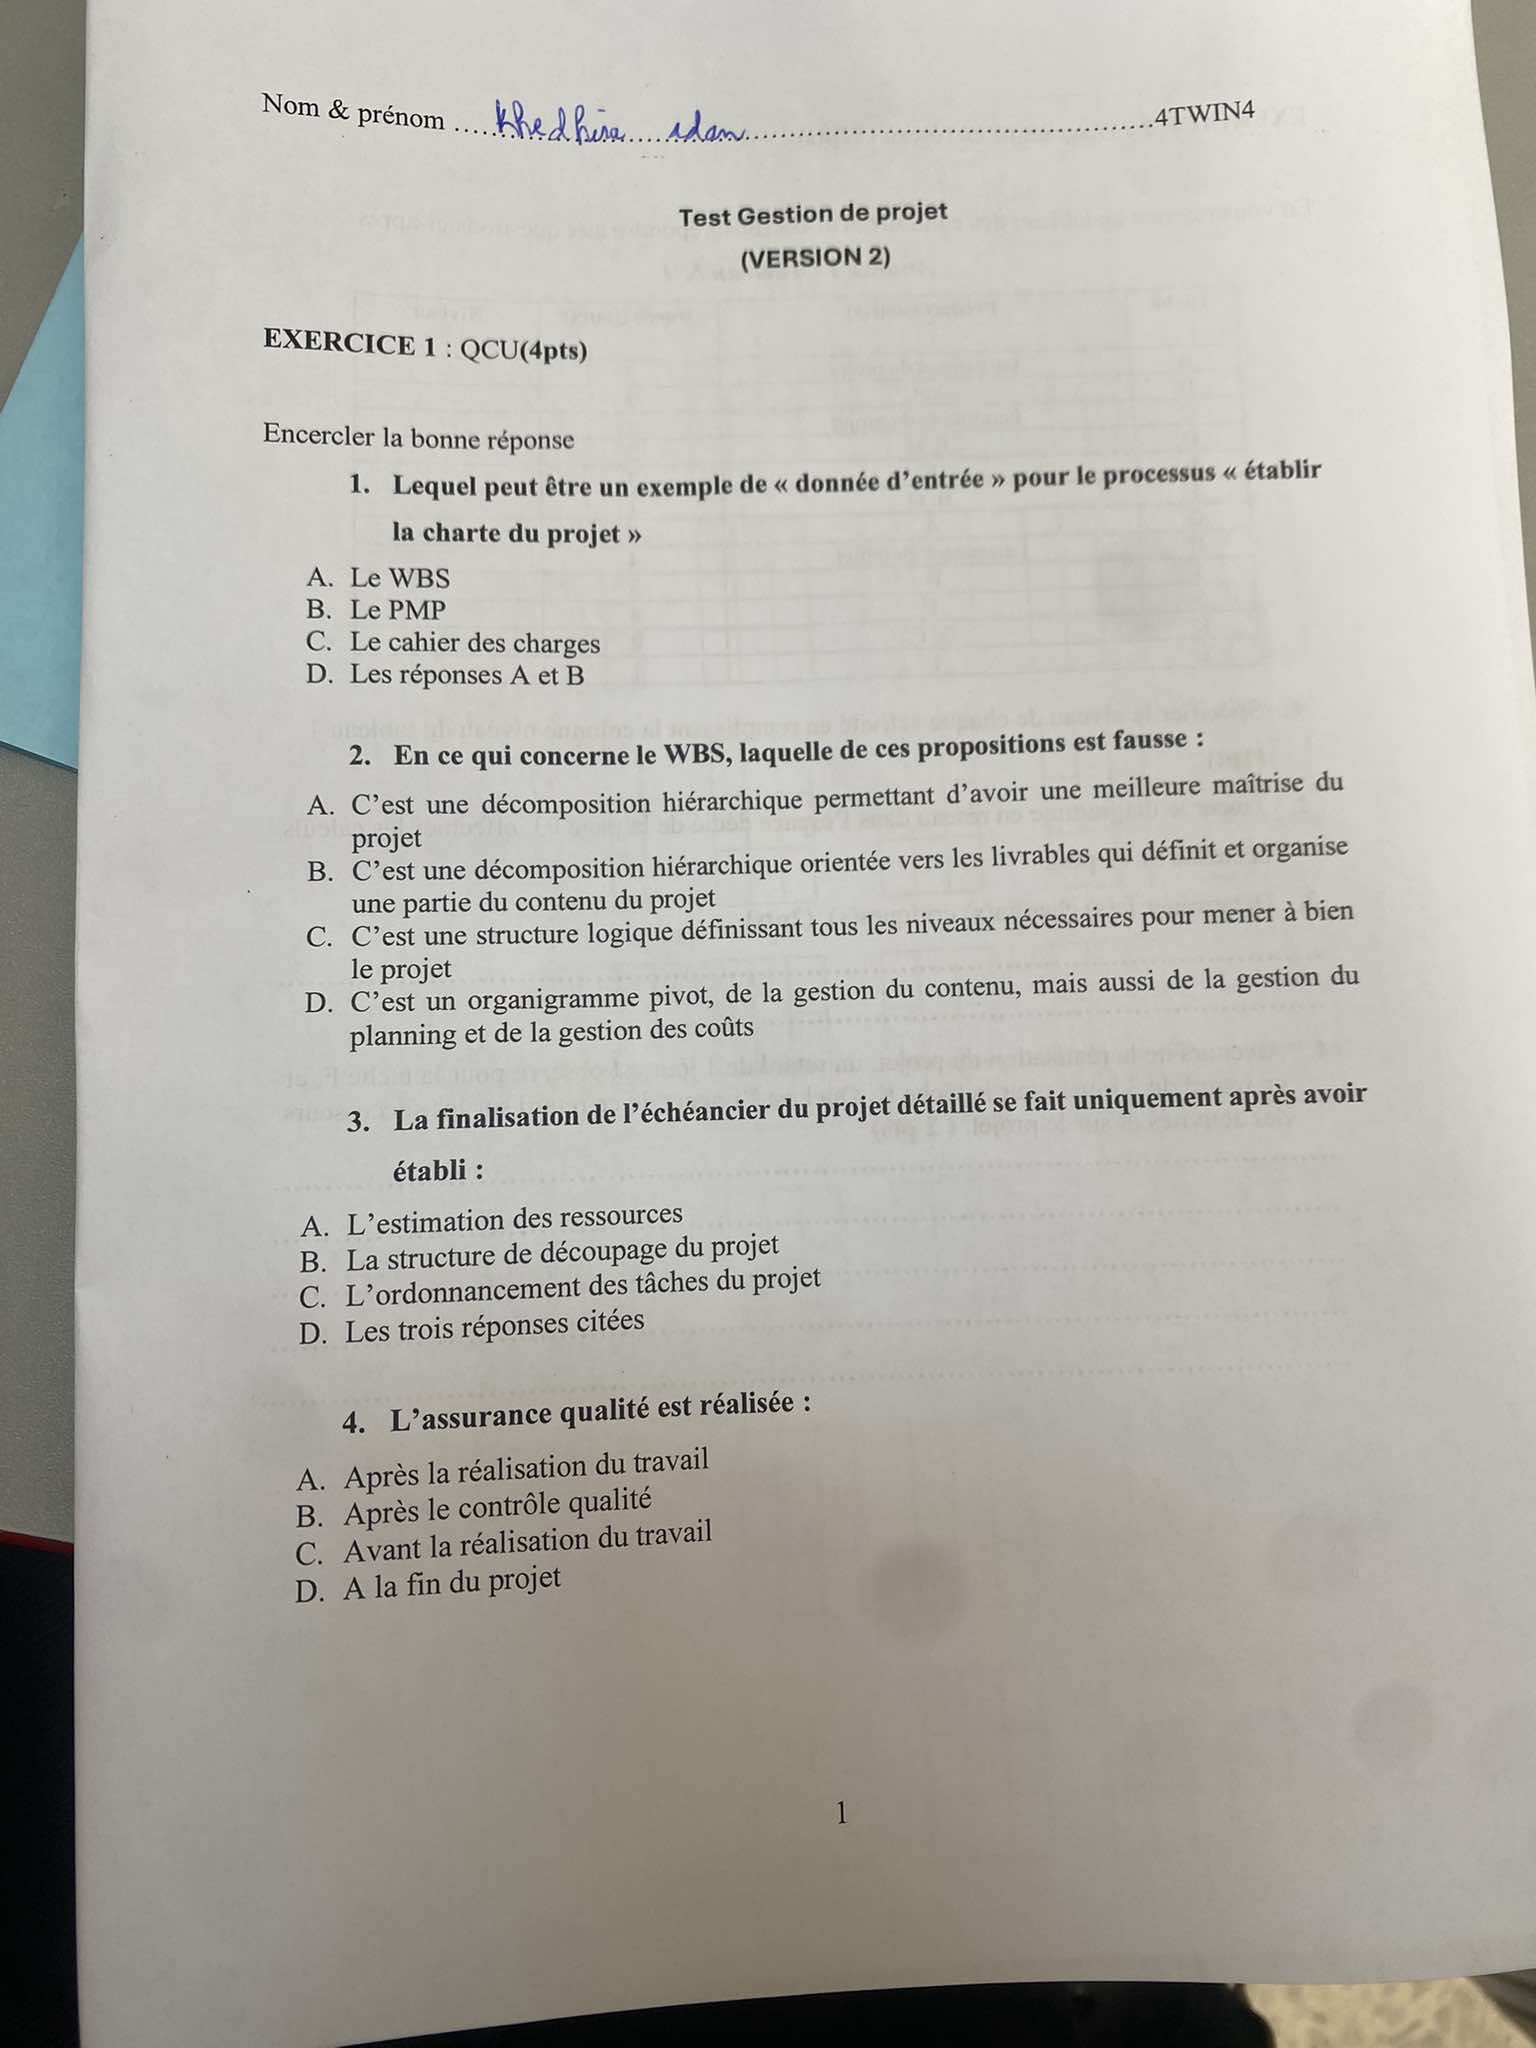 Nom & prénom ..... Khedhira .... adan ..........4TWIN4
Test Gestion de projet
(VERSION 2)
EXERCICE 1 : QCU(4pts)
Encercler la bonne réponse
1. Lequel peut être un exemple de « donnée d’entrée » pour le processus « établir
la charte du projet »
A. Le WBS
B. Le PMP
C. Le cahier des charges
D. Les réponses A et B
2. En ce qui concerne le WBS, laquelle de ces propositions est fausse :
A. C’est une décomposition hiérarchique permettant d’avoir une meilleure maîtrise du
projet
B. C’est une décomposition hiérarchique orientée vers les livrables qui définit et organise
une partie du contenu du projet
C. C’est une structure logique définissant tous les niveaux nécessaires pour mener à bien
le projet
D. C’est un organigramme pivot, de la gestion du contenu, mais aussi de la gestion du
planning et de la gestion des coûts
3. La finalisation de l’échéancier du projet détaillé se fait uniquement après avoir
établi :
A. L’estimation des ressources
B. La structure de découpage du projet
C. L’ordonnancement des tâches du projet
D. Les trois réponses citées
4. L’assurance qualité est réalisée :
A. Après la réalisation du travail
B. Après le contrôle qualité
C. Avant la réalisation du travail
D. A la fin du projet
1